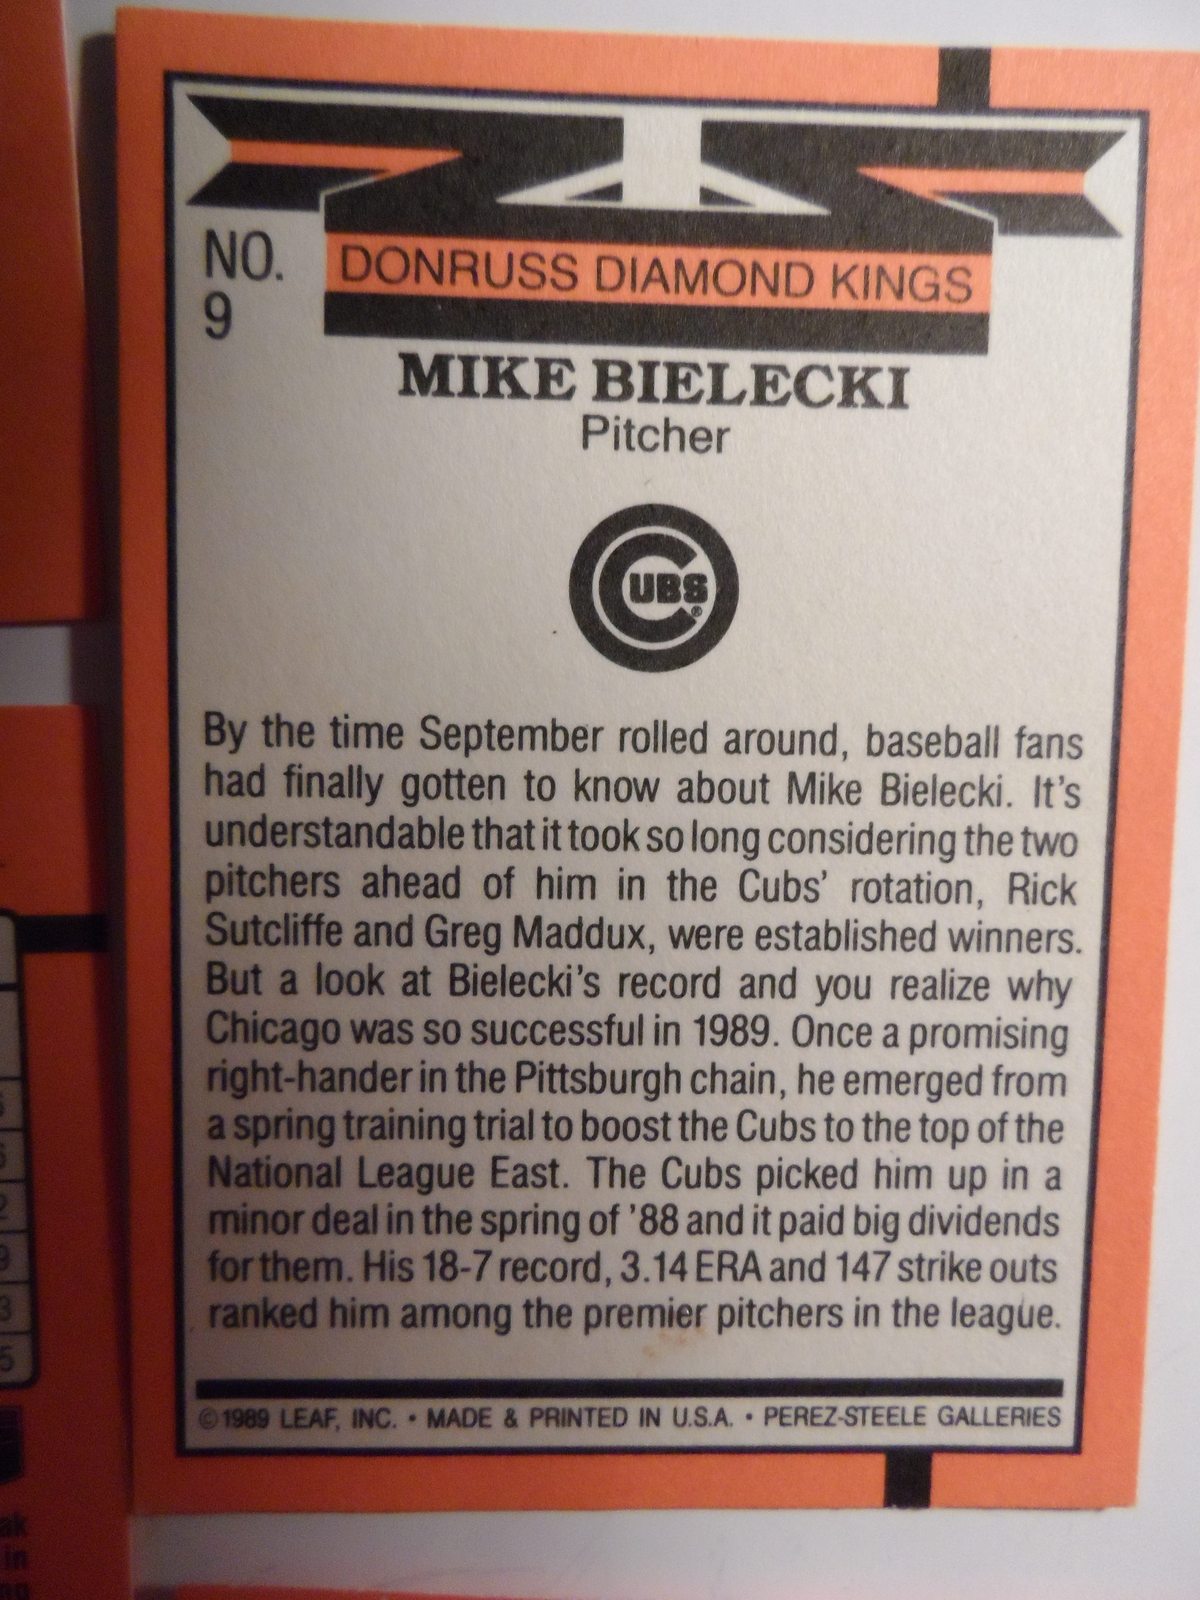 NO.
9
DONRUSS DIAMOND KINGS
MIKE BIELECKI
Pitcher
CUBS®
By the time September rolled around, baseball fans
had finally gotten to know about Mike Bielecki. It's
understandable that it took so long considering the two
pitchers ahead of him in the Cubs' rotation, Rick
Sutcliffe and Greg Maddux, were established winners.
But a look at Bielecki's record and you realize why
Chicago was so successful in 1989. Once a promising
right-hander in the Pittsburgh chain, he emerged from
a spring training trial to boost the Cubs to the top of the
National League East. The Cubs picked him up in a
minor deal in the spring of '88 and it paid big dividends
for them. His 18-7 record, 3.14 ERA and 147 strike outs
ranked him among the premier pitchers in the league.
©1989 LEAF, INC. • MADE & PRINTED IN U.S.A. • PEREZ-STEELE GALLERIES
2
9
3
5
in